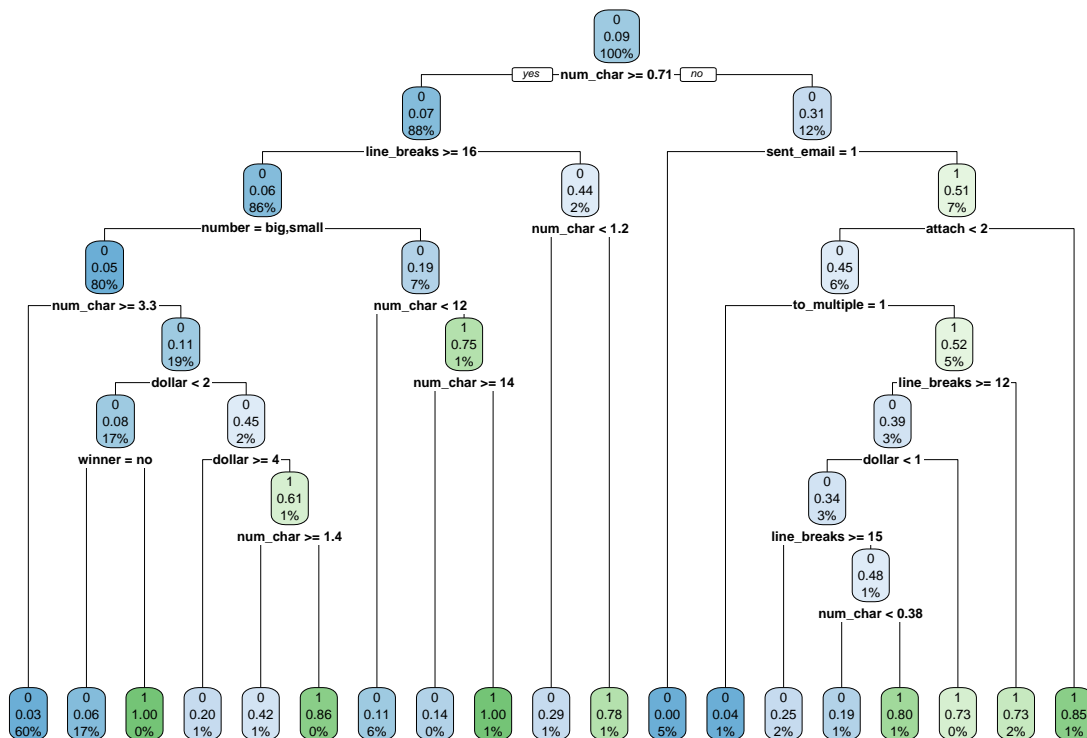 0
0.09
100%
yes num_char >= 0.71 no
0 0
0.07 0.31
88% 12%
line_breaks >= 16 sent_email = 1
0 0 1
0.06 0.44 0.51
86% 2% 7%
number = big,small num_char < 1.2 attach < 2
0 0 0
0.05 0.19 0.45
80% 7% 6%
num_char >= 3.3 num_char < 12 to_multiple = 1
0 1 1
0.11 0.75 0.52
19% 1% 5%
dollar < 2 num_char >= 14 line_breaks >= 12
0 0 0
0.08 0.45 0.39
17% 2% 3%
winner = no dollar >= 4 dollar < 1
1 0
0.61 0.34
1% 3%
num_char >= 1.4 line_breaks >= 15
0
0.48
1%
num_char < 0.38
0 0 1 0 0 1 0 0 1 0 1 0 0 0 0 1 1 1 1
0.03 0.06 1.00 0.20 0.42 0.86 0.11 0.14 1.00 0.29 0.78 0.00 0.04 0.25 0.19 0.80 0.73 0.73 0.85
60% 17% 0% 1% 1% 0% 6% 0% 1% 1% 1% 5% 1% 2% 1% 1% 0% 2% 1%